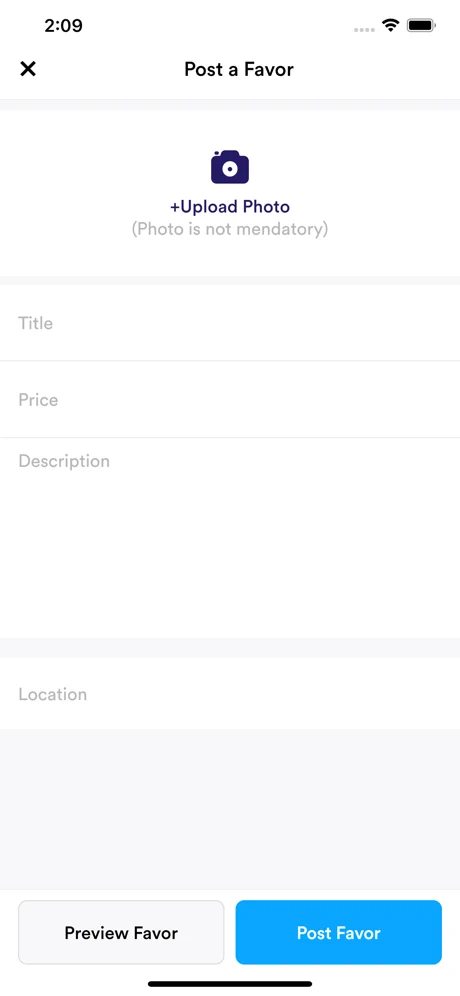 2:09
Post a Favor
+Upload Photo
(Photo is not mendatory)
Title
Price
Description
Location
Preview Favor
Post Favor